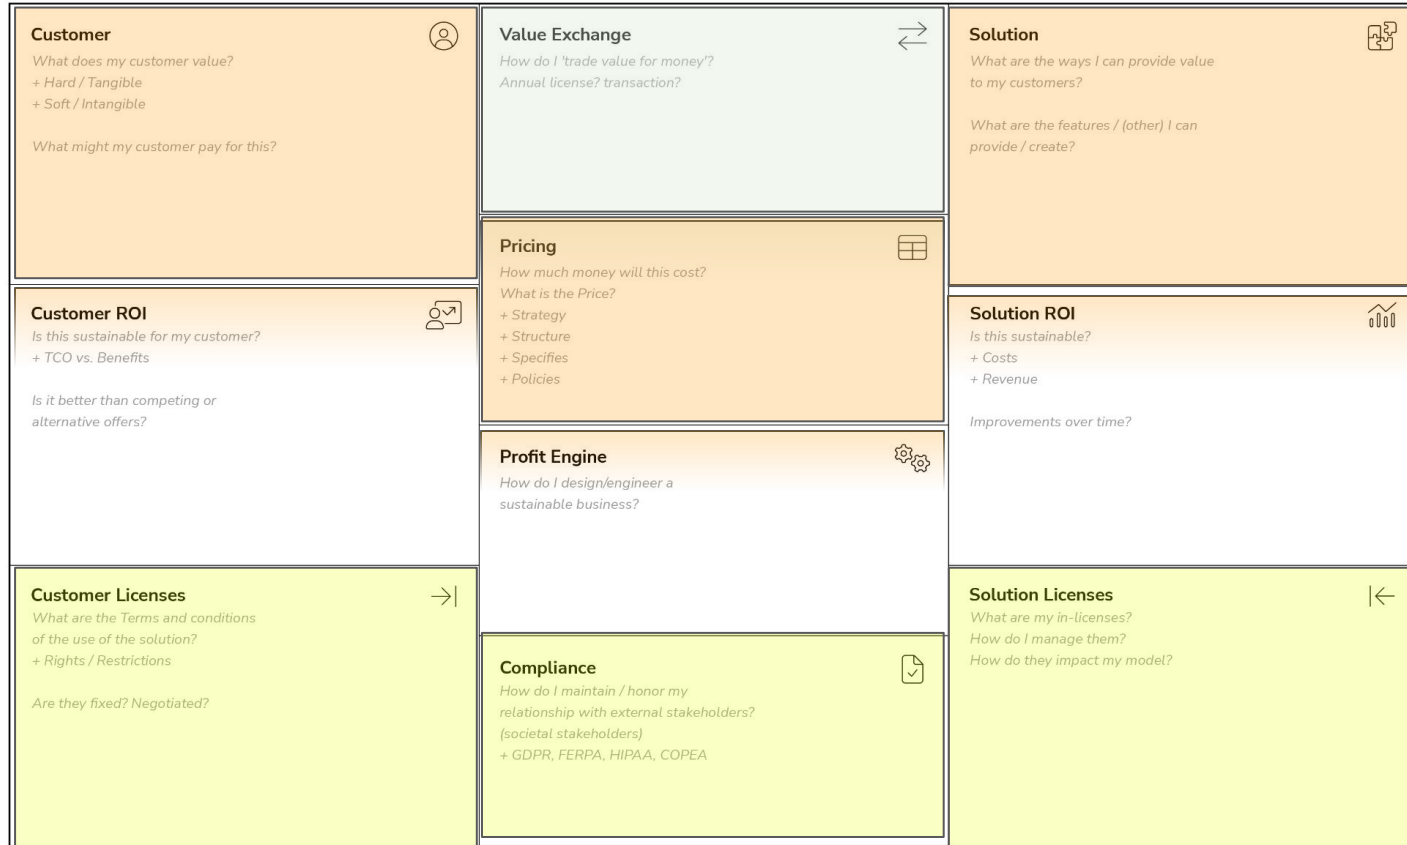 Customer
What does my customer value?
+ Hard / Tangible
+ Soft / Intangible
What might my customer pay for this?
Value Exchange
How do I 'trade value for money'?
Annual license? transaction?
Solution
What are the ways I can provide value
to my customers?
What are the features / (other) I can
provide / create?
Pricing
How much money will this cost?
What is the Price?
+ Strategy
+ Structure
+ Specifies
+ Policies
Customer ROI
Is this sustainable for my customer?
+ TCO vs. Benefits
Is it better than competing or
alternative offers?
Solution ROI
Is this sustainable?
+ Costs
+ Revenue
Improvements over time?
Profit Engine
How do I design/engineer a
sustainable business?
Customer Licenses
What are the Terms and conditions
of the use of the solution?
+ Rights / Restrictions
Are they fixed? Negotiated?
Compliance
How do I maintain / honor my
relationship with external stakeholders?
(societal stakeholders)
+ GDPR, FERPA, HIPAA, COPEA
Solution Licenses
What are my in-licenses?
How do I manage them?
How do they impact my model?